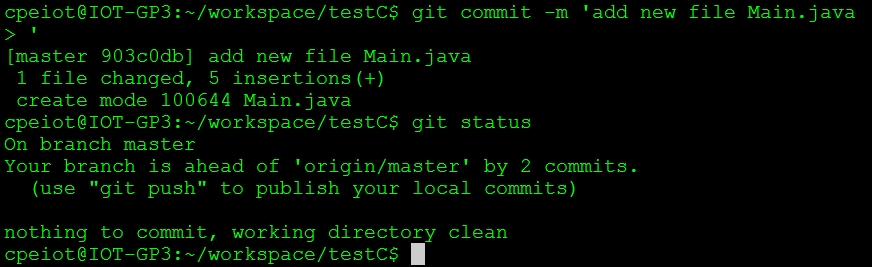 cpeiot@IOT-GP3:~/workspace/testC$ git commit -m 'add new file Main.java
> '
[master 903c0db] add new file Main.java
 1 file changed, 5 insertions(+)
 create mode 100644 Main.java
cpeiot@IOT-GP3:~/workspace/testC$ git status
On branch master
Your branch is ahead of 'origin/master' by 2 commits.
  (use "git push" to publish your local commits)

nothing to commit, working directory clean
cpeiot@IOT-GP3:~/workspace/testC$